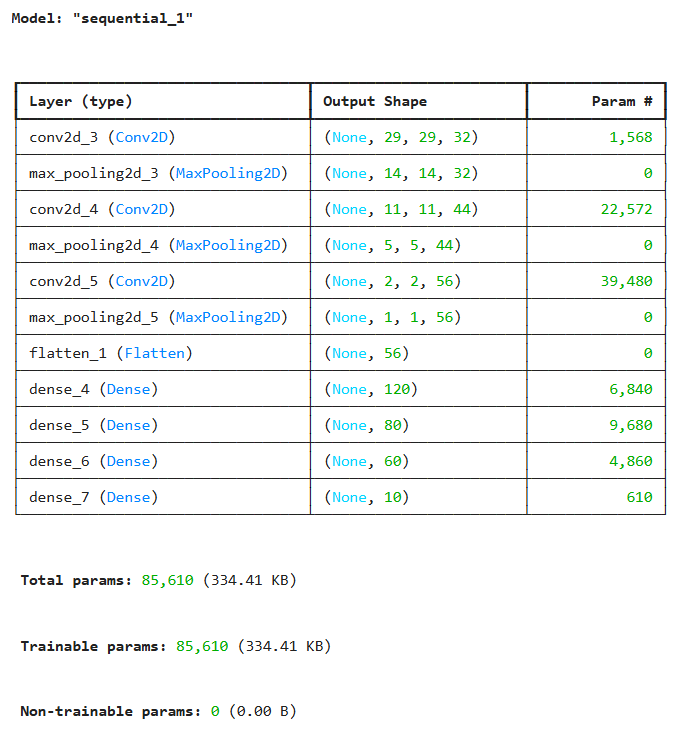 Model: "sequential_1"
Layer (type) Output Shape Param #
conv2d_3 (Conv2D) (None, 29, 29, 32) 1,568
max_pooling2d_3 (MaxPooling2D) (None, 14, 14, 32) 0
conv2d_4 (Conv2D) (None, 11, 11, 44) 22,572
max_pooling2d_4 (MaxPooling2D) (None, 5, 5, 44) 0
conv2d_5 (Conv2D) (None, 2, 2, 56) 39,480
max_pooling2d_5 (MaxPooling2D) (None, 1, 1, 56) 0
flatten_1 (Flatten) (None, 56) 0
dense_4 (Dense) (None, 120) 6,840
dense_5 (Dense) (None, 80) 9,680
dense_6 (Dense) (None, 60) 4,860
dense_7 (Dense) (None, 10) 610
Total params: 85,610 (334.41 KB)
Trainable params: 85,610 (334.41 KB)
Non-trainable params: 0 (0.00 B)